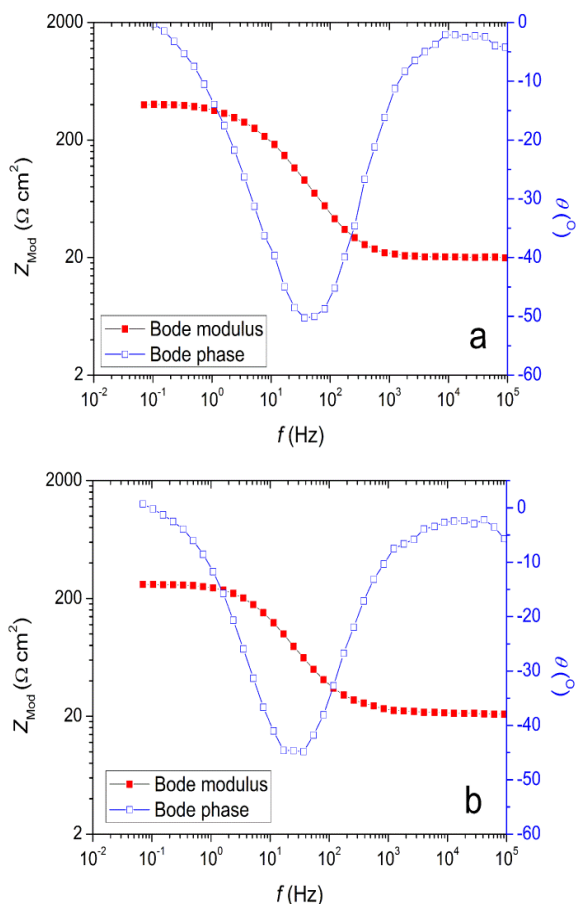 2000
200
20
2
Z_Mod (Ω cm²)
0
-10
-20
-30
-40
-50
-60
θ(°)
Bode modulus
Bode phase
a
10⁻² 10⁻¹ 10⁰ 10¹ 10² 10³ 10⁴ 10⁵
f (Hz)
2000
200
20
2
Z_Mod (Ω cm²)
0
-10
-20
-30
-40
-50
-60
θ(°)
Bode modulus
Bode phase
b
10⁻² 10⁻¹ 10⁰ 10¹ 10² 10³ 10⁴ 10⁵
f (Hz)